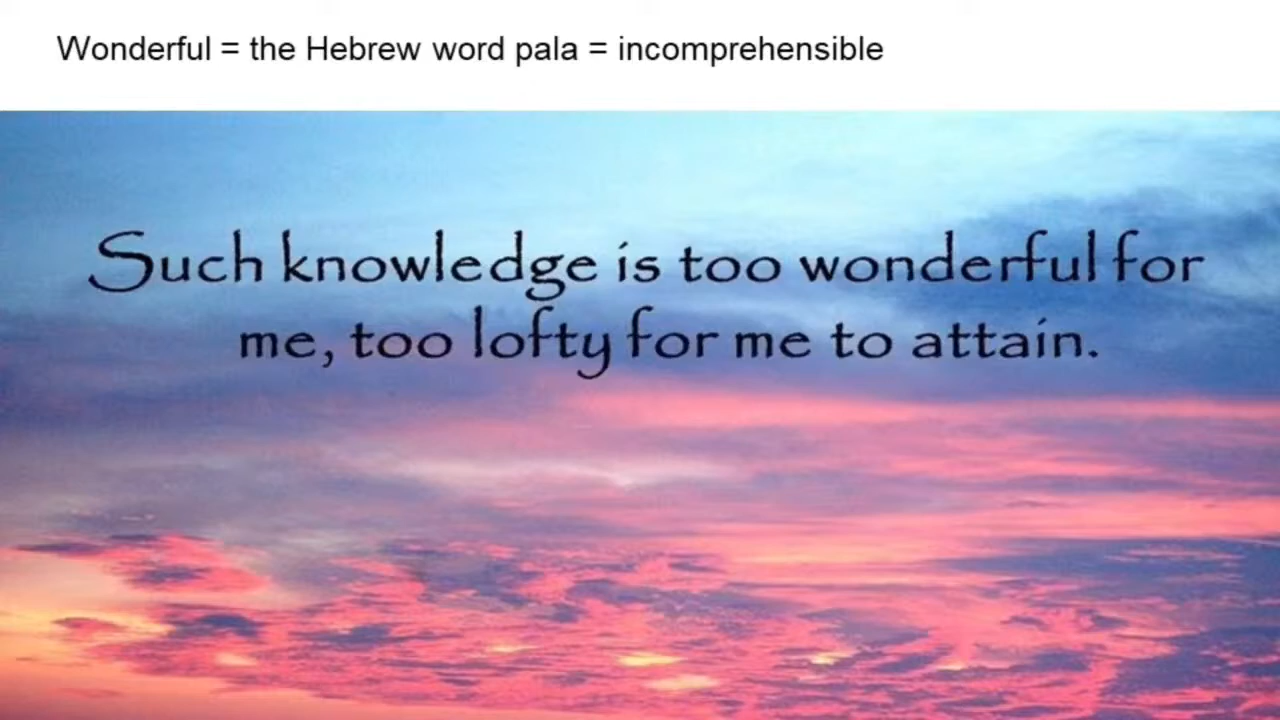 Wonderful = the Hebrew word pala = incomprehensible
Such knowledge is too wonderful for
me, too lofty for me to attain.